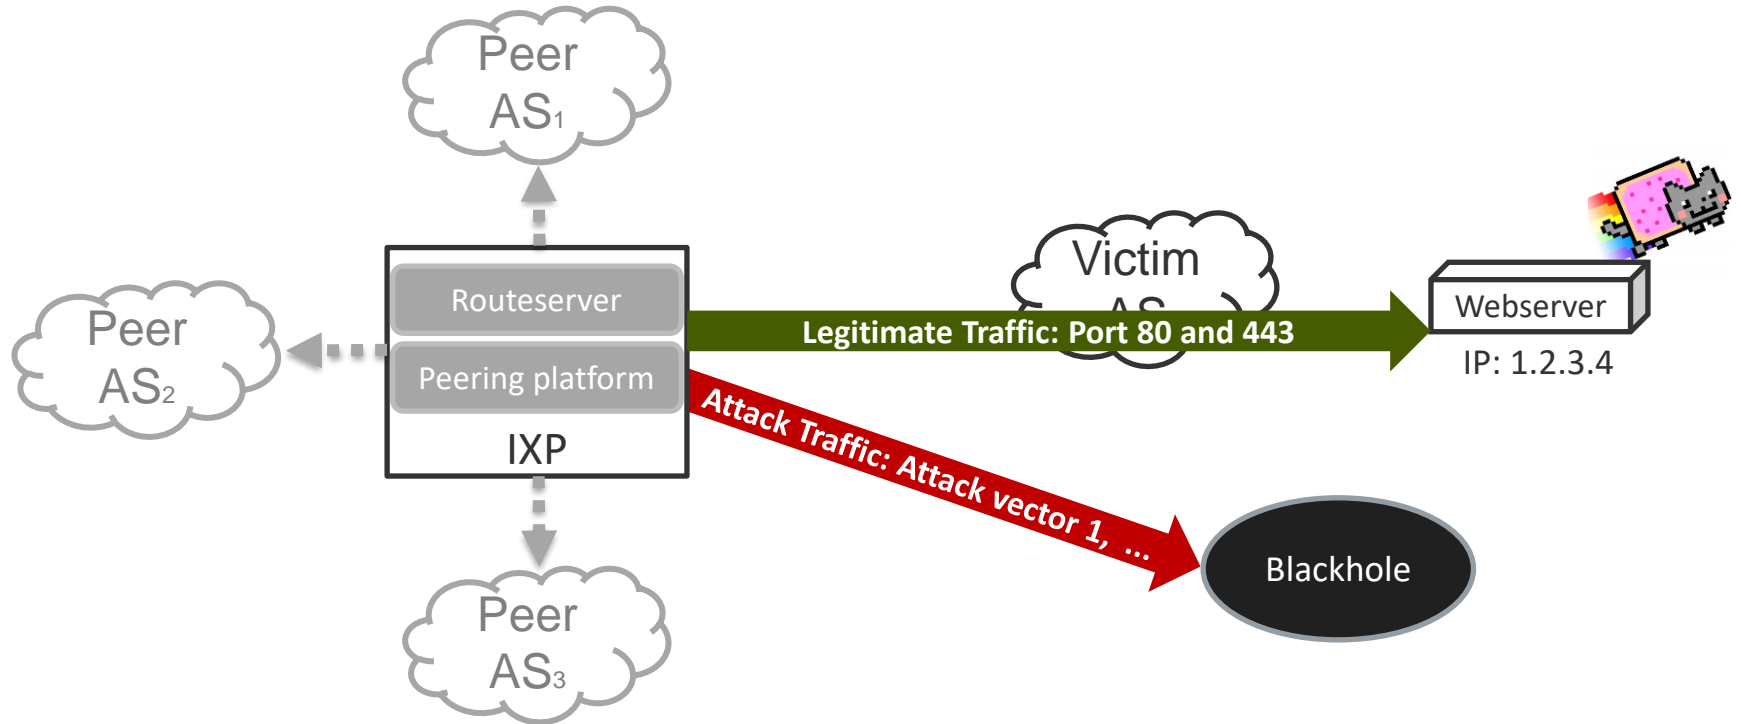 Peer
AS1
Peer
AS2
Routeserver
Peering platform
IXP
Victim
AS
Legitimate Traffic: Port 80 and 443
Webserver
IP: 1.2.3.4
Attack Traffic: Attack vector 1, ...
Blackhole
Peer
AS3